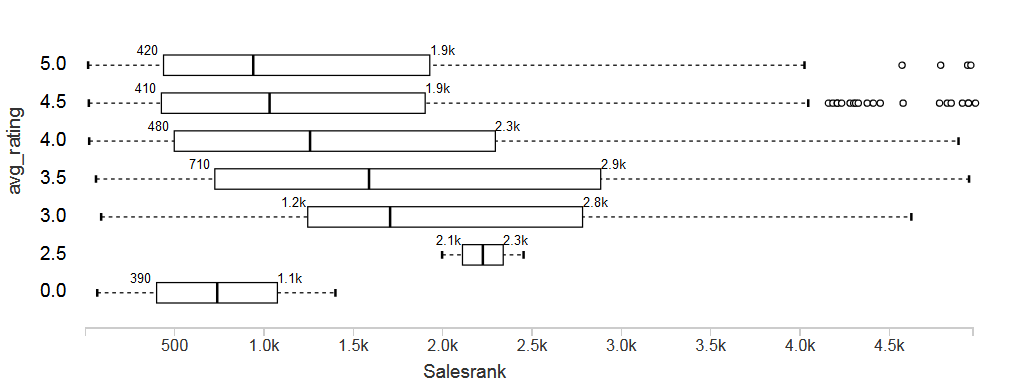 420 1.9k
5.0
410 1.9k
4.5
480 2.3k
4.0
710 2.9k
3.5
1.2k 2.8k
3.0
2.1k 2.3k
2.5
390 1.1k
0.0
avg_rating
500 1.0k 1.5k 2.0k 2.5k 3.0k 3.5k 4.0k 4.5k
Salesrank